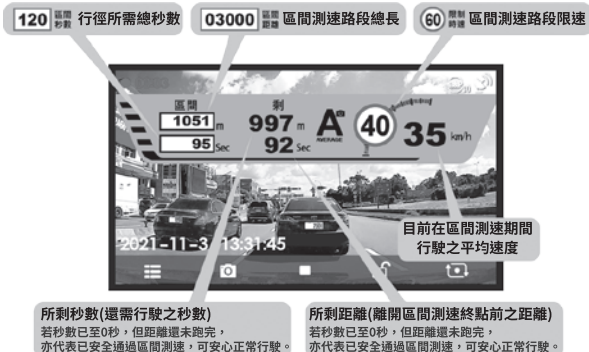 120 區間秒數 行徑所需總秒數
03000 區間距離 區間測速路段總長
60 限制時速 區間測速路段限速
區間
1051 m
95 Sec
剩
997 m
92 Sec
A
AVERAGE
40
35 km/h
2021-11-3 13:31:45
目前在區間測速期間
行駛之平均速度
所剩秒數(還需行駛之秒數)
若秒數已至0秒，但距離還未跑完，
亦代表已安全通過區間測速，可安心正常行駛。
所剩距離(離開區間測速終點前之距離)
若秒數已至0秒，但距離還未跑完，
亦代表已安全通過區間測速，可安心正常行駛。